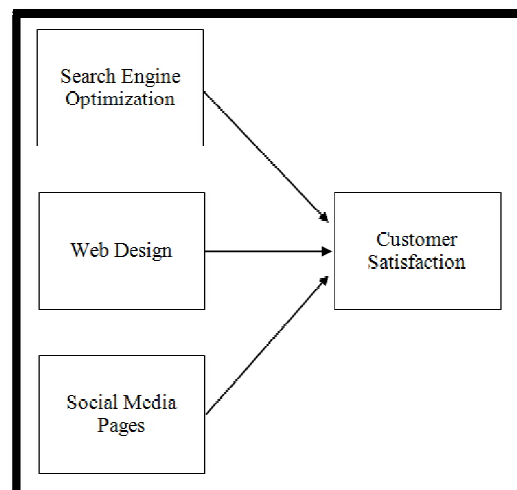 Search Engine
Optimization
Web Design
Customer
Satisfaction
Social Media
Pages